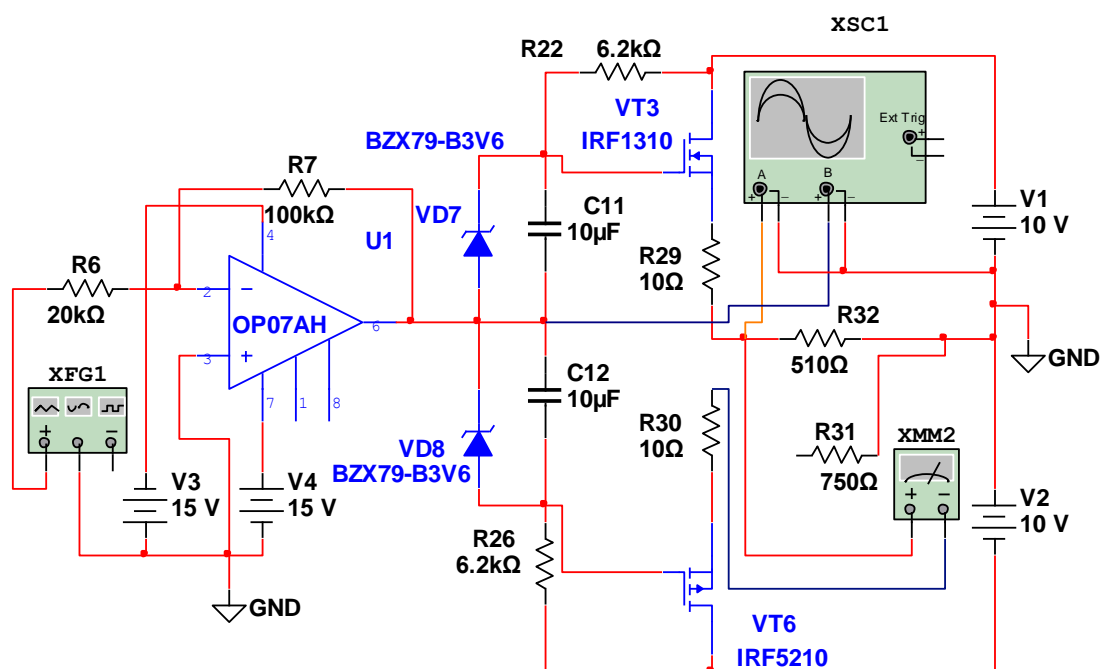 XSC1
R22
6.2kΩ
VT3
IRF1310
Ext Trig
+
−
A
B
+
−
+
−
BZX79-B3V6
R7
100kΩ
VD7
C11
10µF
U1
4
V1
10 V
R6
20kΩ
2
OP07AH
6
3
R29
10Ω
R32
510Ω
GND
XFG1
+
−
7
1
8
C12
10µF
R30
10Ω
R31
750Ω
XMM2
+
−
VD8
BZX79-B3V6
V3
15 V
V4
15 V
V2
10 V
R26
6.2kΩ
GND
VT6
IRF5210